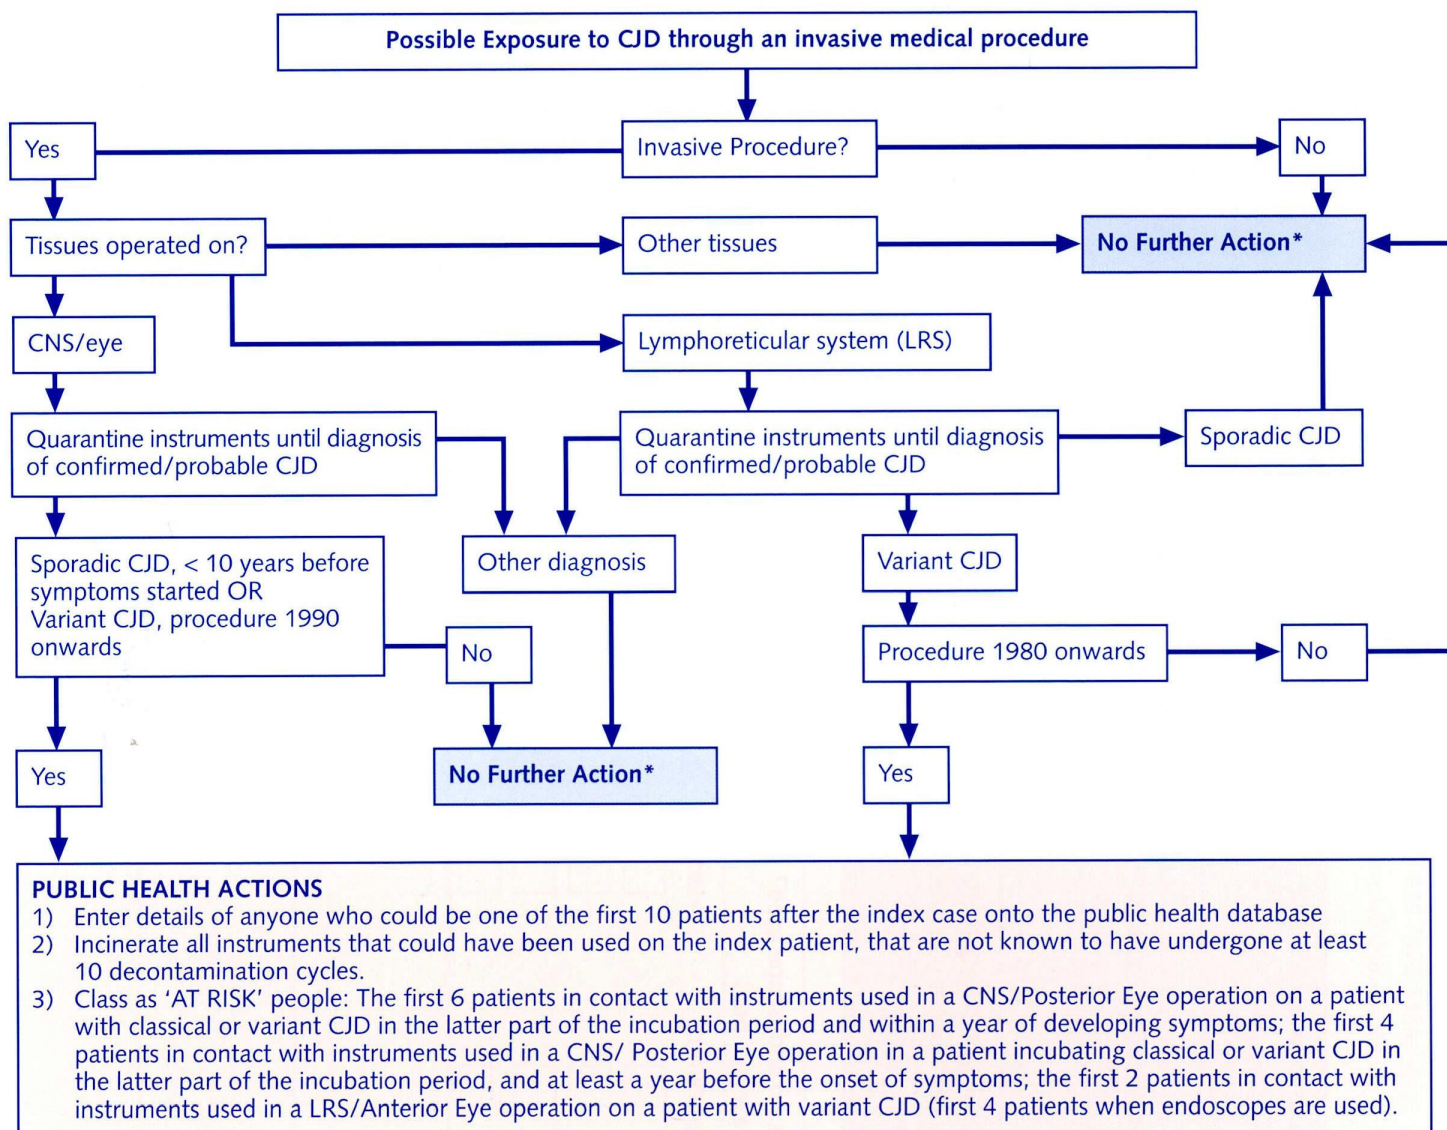 Possible Exposure to CJD through an invasive medical procedure
Yes
Invasive Procedure?
No
Tissues operated on?
Other tissues
No Further Action*
CNS/eye
Lymphoreticular system (LRS)
Quarantine instruments until diagnosis
of confirmed/probable CJD
Quarantine instruments until diagnosis
of confirmed/probable CJD
Sporadic CJD
Sporadic CJD, < 10 years before
symptoms started OR
Variant CJD, procedure 1990
onwards
Other diagnosis
Variant CJD
No
Procedure 1980 onwards
No
Yes
No Further Action*
Yes
PUBLIC HEALTH ACTIONS
1) Enter details of anyone who could be one of the first 10 patients after the index case onto the public health database
2) Incinerate all instruments that could have been used on the index patient, that are not known to have undergone at least
10 decontamination cycles.
3) Class as 'AT RISK' people: The first 6 patients in contact with instruments used in a CNS/Posterior Eye operation on a patient
with classical or variant CJD in the latter part of the incubation period and within a year of developing symptoms; the first 4
patients in contact with instruments used in a CNS/ Posterior Eye operation in a patient incubating classical or variant CJD in
the latter part of the incubation period, and at least a year before the onset of symptoms; the first 2 patients in contact with
instruments used in a LRS/Anterior Eye operation on a patient with variant CJD (first 4 patients when endoscopes are used).